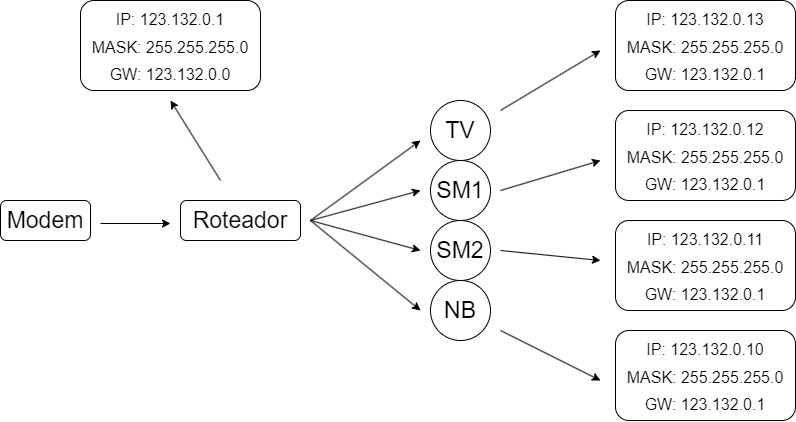 IP: 123.132.0.1
MASK: 255.255.255.0
GW: 123.132.0.0
Modem
Roteador
TV
SM1
SM2
NB
IP: 123.132.0.13
MASK: 255.255.255.0
GW: 123.132.0.1
IP: 123.132.0.12
MASK: 255.255.255.0
GW: 123.132.0.1
IP: 123.132.0.11
MASK: 255.255.255.0
GW: 123.132.0.1
IP: 123.132.0.10
MASK: 255.255.255.0
GW: 123.132.0.1